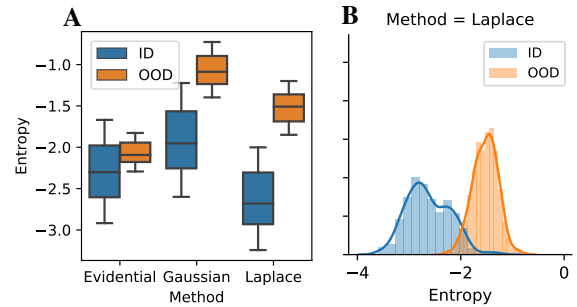 A
ID
OOD
Entropy
−1.0
−1.5
−2.0
−2.5
−3.0
Evidential Gaussian Laplace
Method
B
Method = Laplace
ID
OOD
−4 −2 0
Entropy